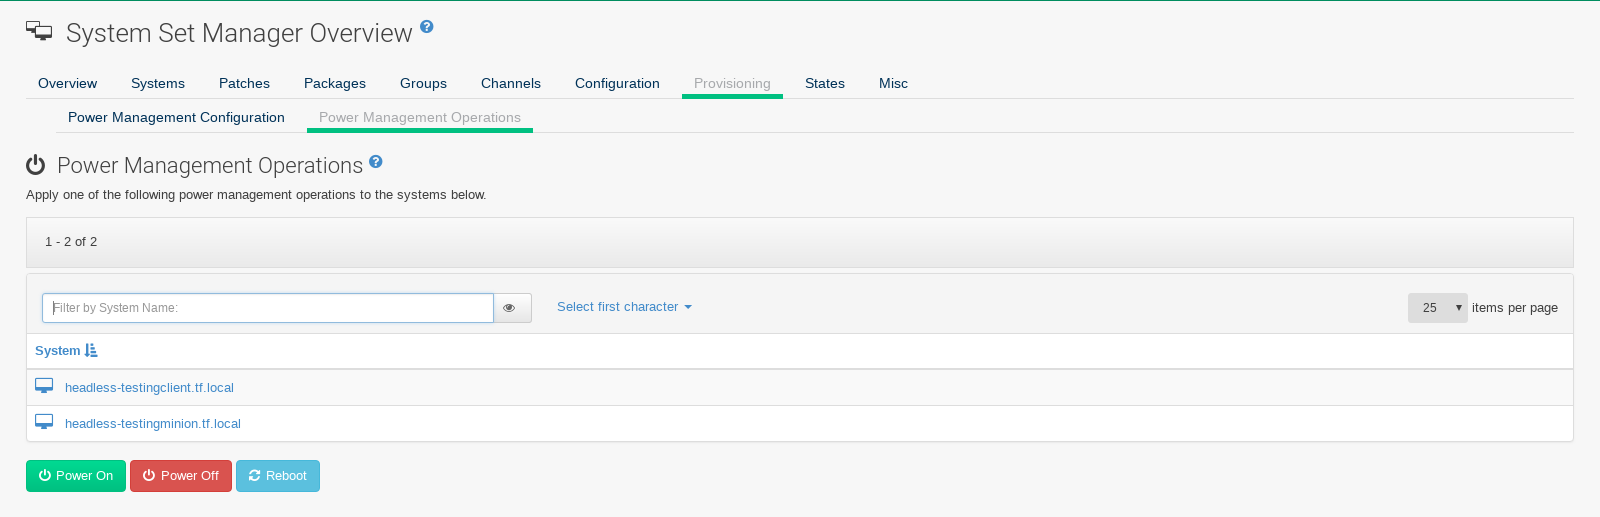 System Set Manager Overview
Overview Systems Patches Packages Groups Channels Configuration Provisioning States Misc
Power Management Configuration Power Management Operations
Power Management Operations
Apply one of the following power management operations to the systems below.
1 - 2 of 2
Filter by System Name: Select first character 25 items per page
System
headless-testingclient.tf.local
headless-testingminion.tf.local
Power On Power Off Reboot